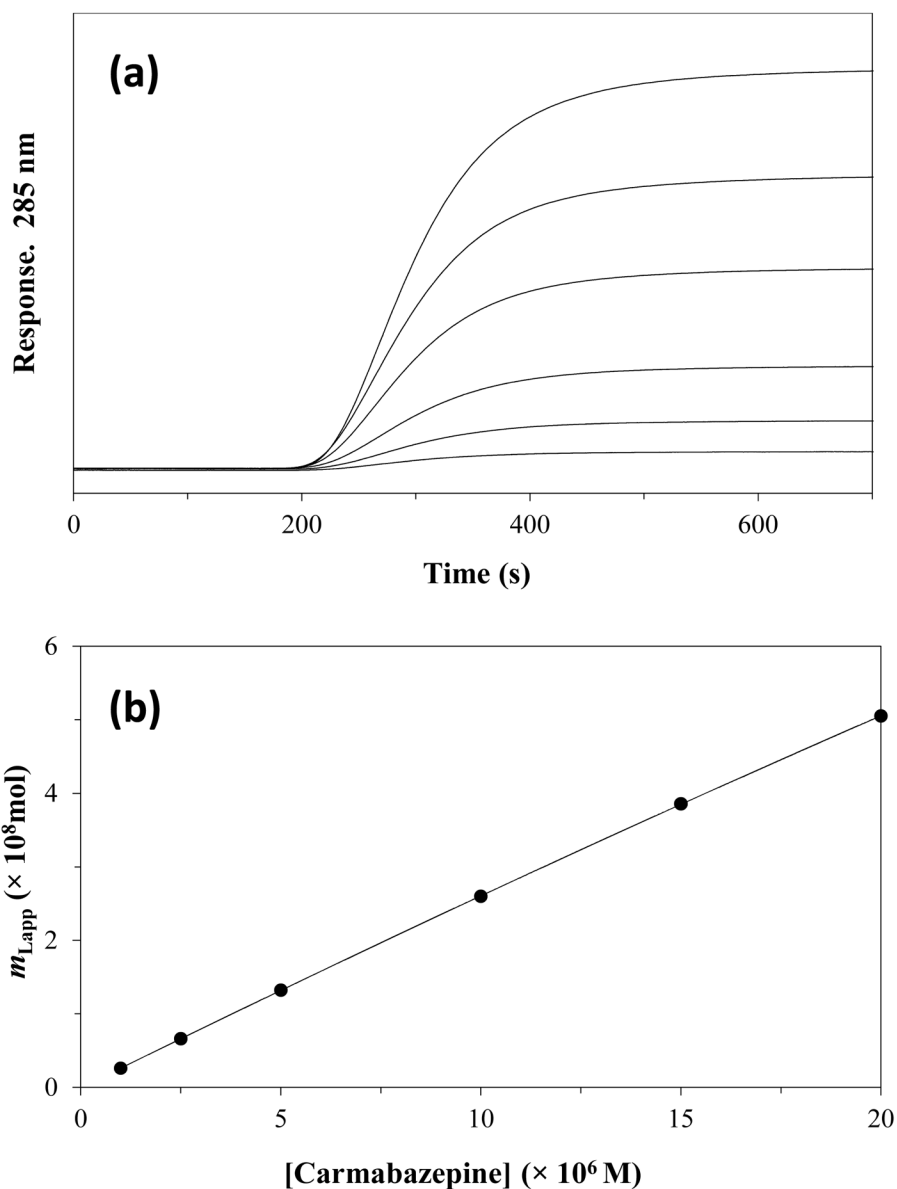 (a)
Response. 285 nm
0 200 400 600
Time (s)
6
(b)
4
2
0
m_Lapp (× 10⁸mol)
0 5 10 15 20
[Carmabazepine] (× 10⁶ M)